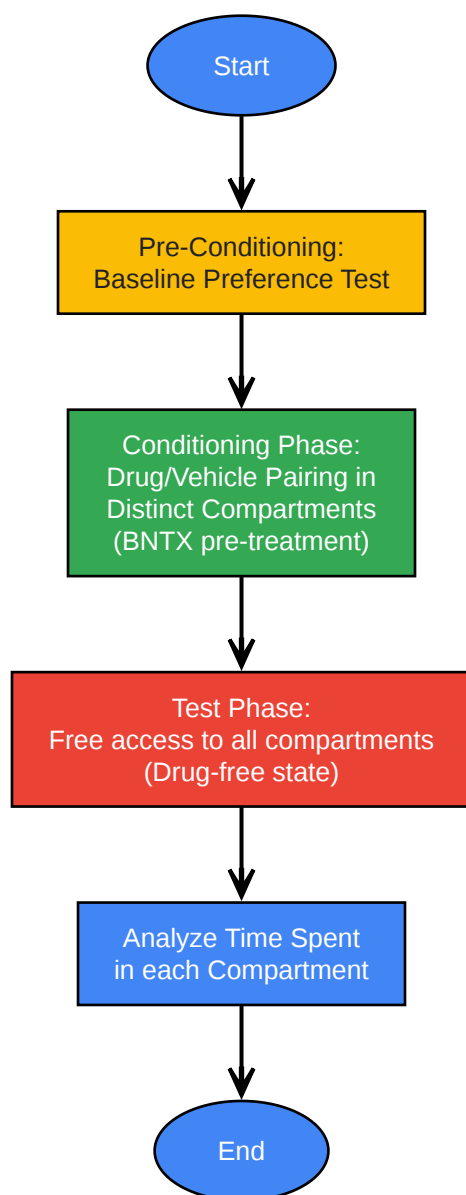 Start
Pre-Conditioning:
Baseline Preference Test
Conditioning Phase:
Drug/Vehicle Pairing in
Distinct Compartments
(BNTX pre-treatment)
Test Phase:
Free access to all compartments
(Drug-free state)
Analyze Time Spent
in each Compartment
End